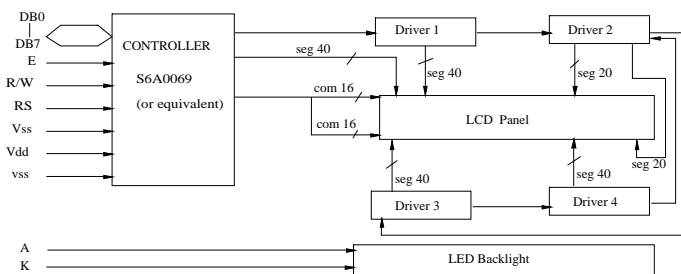 DB0
DB7
E
R/W
RS
Vss
Vdd
vss
CONTROLLER
S6A0069
(or equivalent)
seg 40
com 16
com 16
Driver 1
seg 40
Driver 2
seg 20
LCD Panel
seg 20
seg 40
seg 40
Driver 3
Driver 4
A
K
LED Backlight